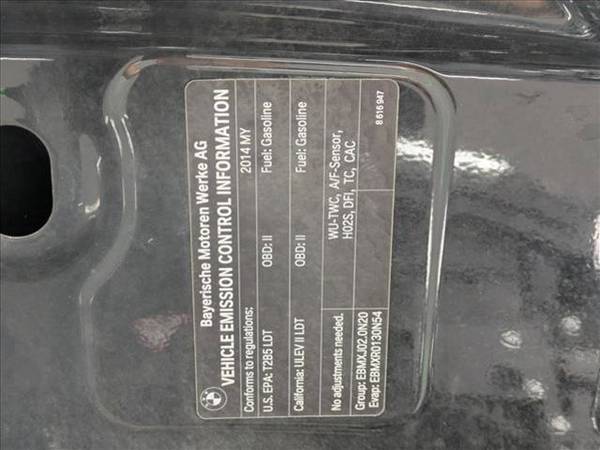 Bayerische Motoren Werke AG
VEHICLE EMISSION CONTROL INFORMATION
Conforms to regulations: 2014 MY
U.S. EPA: T2B5 LDT OBD: II Fuel: Gasoline
California: ULEV II LDT OBD: II Fuel: Gasoline
No adjustments needed. WU-TWC, A/F-Sensor,
Group: EBMXJ02.0N20 HO2S, DFI, TC, CAC
Evap: EBMXR0130N54 8 616 947
BMW